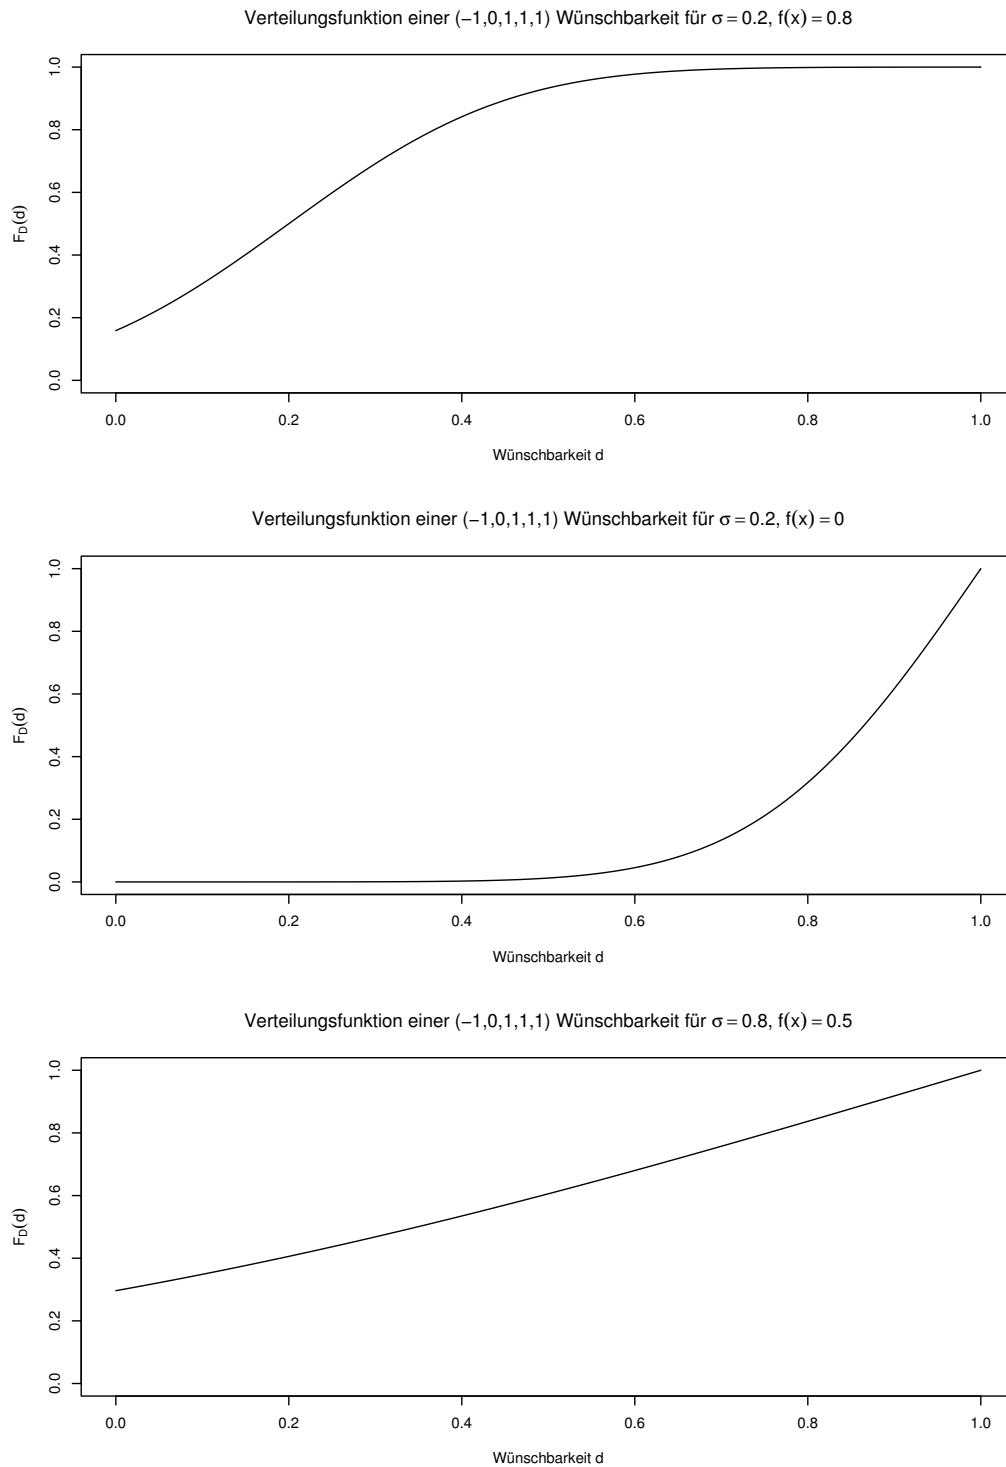 Verteilungsfunktion einer (−1,0,1,1,1) Wünschbarkeit für σ = 0.2, f(x) = 0.8
1.0
0.8
0.6
0.4
0.2
0.0
F_D(d)
0.0 0.2 0.4 0.6 0.8 1.0
Wünschbarkeit d
Verteilungsfunktion einer (−1,0,1,1,1) Wünschbarkeit für σ = 0.2, f(x) = 0
1.0
0.8
0.6
0.4
0.2
0.0
F_D(d)
0.0 0.2 0.4 0.6 0.8 1.0
Wünschbarkeit d
Verteilungsfunktion einer (−1,0,1,1,1) Wünschbarkeit für σ = 0.8, f(x) = 0.5
1.0
0.8
0.6
0.4
0.2
0.0
F_D(d)
0.0 0.2 0.4 0.6 0.8 1.0
Wünschbarkeit d